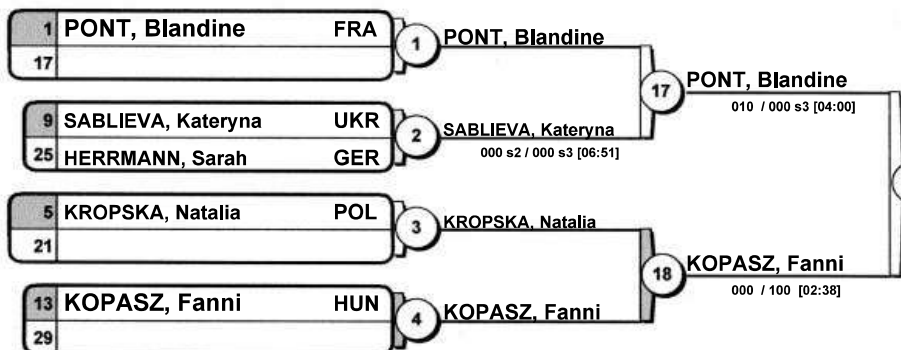 1 PONT, Blandine FRA
17
1
PONT, Blandine
9 SABLIEVA, Kateryna UKR
25 HERRMANN, Sarah GER
2
SABLIEVA, Kateryna
000 s2 / 000 s3 [06:51]
17
PONT, Blandine
010 / 000 s3 [04:00]
5 KROPSKA, Natalia POL
21
3
KROPSKA, Natalia
13 KOPASZ, Fanni HUN
29
4
KOPASZ, Fanni
18
KOPASZ, Fanni
000 / 100 [02:38]